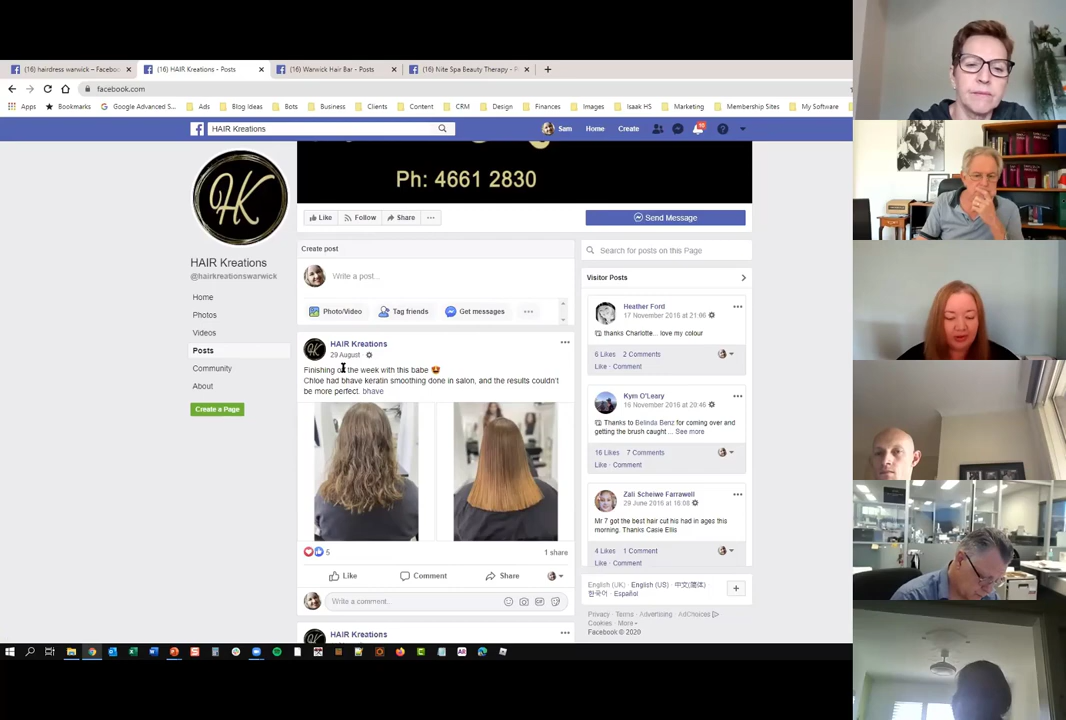 (16) hairdress warwick – Faceboo
(16) HAIR Kreations - Posts
(16) Warwick Hair Bar - Posts
(16) Nite Spa Beauty Therapy - P
facebook.com
Apps
Bookmarks
Google Advanced S...
Ads
Blog Ideas
Bots
Business
Clients
Content
CRM
Design
Finances
Images
Isaak HS
Marketing
Membership Sites
My Software
HAIR Kreations
Sam
Home
Create
HK
Ph: 4661 2830
Like
Follow
Share
Send Message
HAIR Kreations
@hairkreationswarwick
Home
Photos
Videos
Posts
Community
About
Create a Page
Create post
Write a post...
Photo/Video
Tag friends
Get messages
HAIR Kreations
29 August
Finishing off the week with this babe
Chloe had bhave keratin smoothing done in salon, and the results couldn't
be more perfect. bhave
5
1 share
Like
Comment
Share
Write a comment...
HAIR Kreations
Search for posts on this Page
Visitor Posts
Heather Ford
17 November 2016 at 21:06
thanks Charlotte... love my colour
6 Likes 2 Comments
Like · Comment
Kym O'Leary
16 November 2016 at 20:46
Thanks to Belinda Benz for coming over and
getting the brush caught... See more
16 Likes 7 Comments
Like · Comment
Zali Scheiwe Farrawell
29 June 2016 at 16:08
Mr 7 got the best hair cut his had in ages this
morning. Thanks Casie Ellis
4 Likes 1 Comment
Like · Comment
English (UK) · English (US) · 中文(简体) ·
한국어 · Español
Privacy · Terms · Advertising · AdChoices
Cookies · More
Facebook © 2020